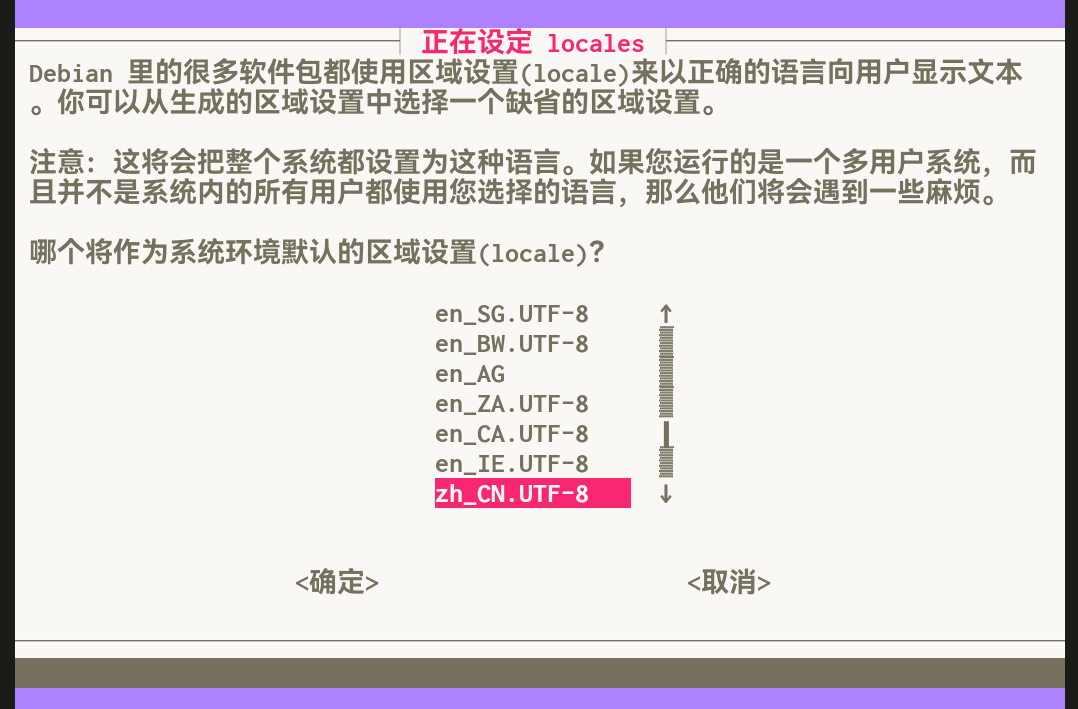 正在设定 locales
Debian 里的很多软件包都使用区域设置(locale)来以正确的语言向用户显示文本
。你可以从生成的区域设置中选择一个缺省的区域设置。
注意：这将会把整个系统都设置为这种语言。如果您运行的是一个多用户系统，而
且并不是系统内的所有用户都使用您选择的语言，那么他们将会遇到一些麻烦。
哪个将作为系统环境默认的区域设置(locale)？
en_SG.UTF-8 ↑
en_BW.UTF-8
en_AG
en_ZA.UTF-8
en_CA.UTF-8
en_IE.UTF-8
zh_CN.UTF-8 ↓
<确定> <取消>